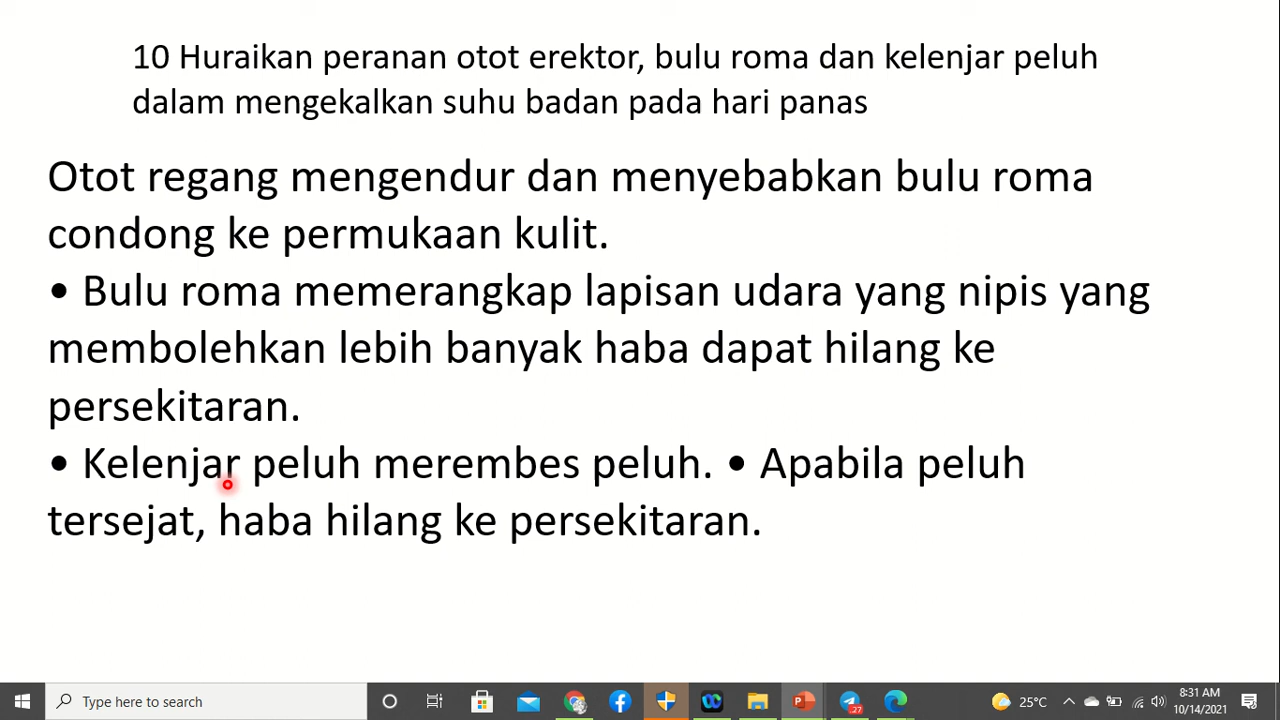 10 Huraikan peranan otot erektor, bulu roma dan kelenjar peluh
dalam mengekalkan suhu badan pada hari panas
Otot regang mengendur dan menyebabkan bulu roma
condong ke permukaan kulit.
• Bulu roma memerangkap lapisan udara yang nipis yang
membolehkan lebih banyak haba dapat hilang ke
persekitaran.
• Kelenjar peluh merembes peluh. • Apabila peluh
tersejat, haba hilang ke persekitaran.
Type here to search
27
25°C
8:31 AM
10/14/2021